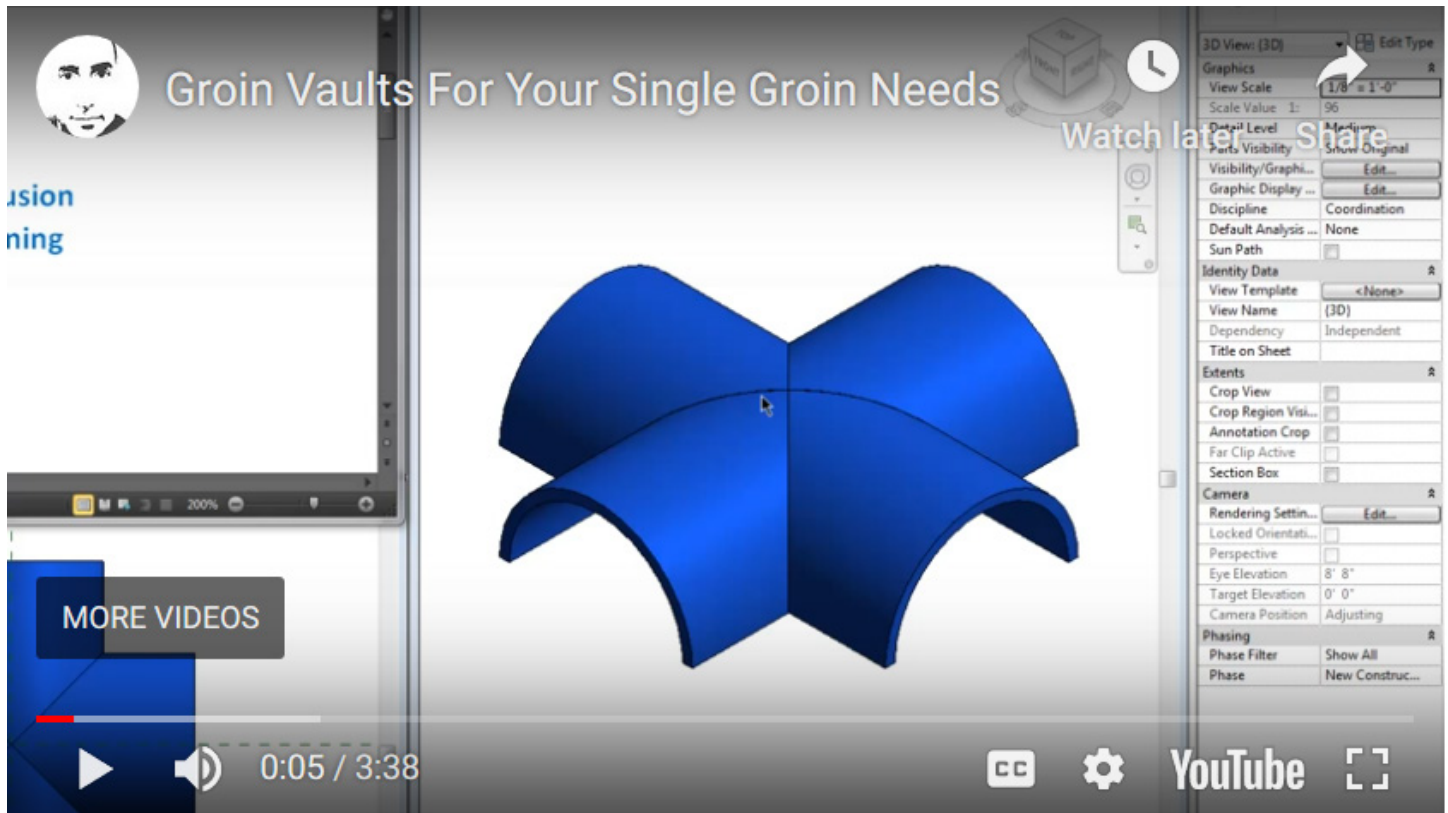 Groin Vaults For Your Single Groin Needs
Watch later
Share
usion
ning
200%
MORE VIDEOS
0:05 / 3:38
CC
YouTube
TOP
FRONT
RIGHT
3D View: {3D}
Edit Type
Graphics
View Scale 1/8" = 1'-0"
Scale Value 1: 96
Detail Level Medium
Parts Visibility Show Original
Visibility/Graphi... Edit...
Graphic Display ... Edit...
Discipline Coordination
Default Analysis ... None
Sun Path
Identity Data
View Template <None>
View Name {3D}
Dependency Independent
Title on Sheet
Extents
Crop View
Crop Region Visi...
Annotation Crop
Far Clip Active
Section Box
Camera
Rendering Settin... Edit...
Locked Orientati...
Perspective
Eye Elevation 8' 8"
Target Elevation 0' 0"
Camera Position Adjusting
Phasing
Phase Filter Show All
Phase New Construc...